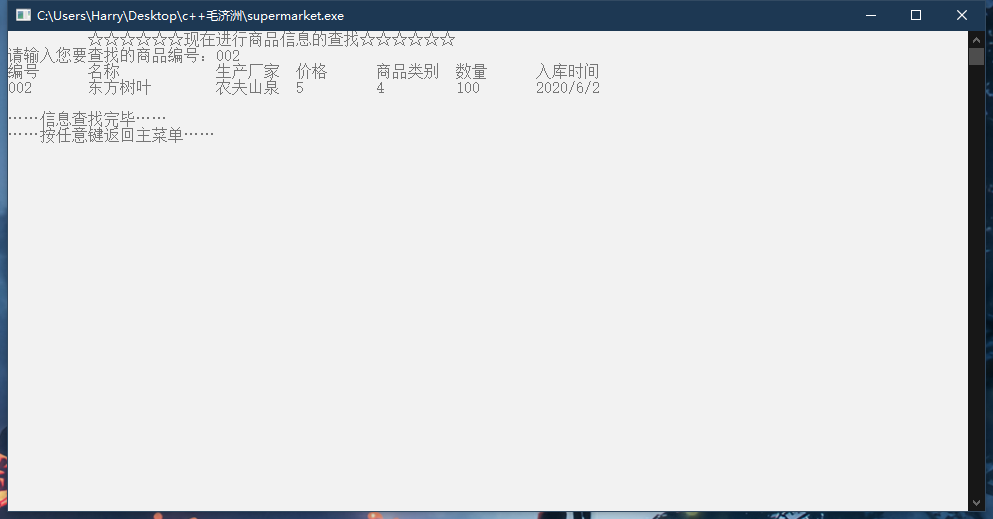 C:\Users\Harry\Desktop\c++毛济洲\supermarket.exe
☆☆☆☆☆☆现在进行商品信息的查找☆☆☆☆☆☆
请输入您要查找的商品编号：002
编号 名称 生产厂家 价格 商品类别 数量 入库时间
002 东方树叶 农夫山泉 5 4 100 2020/6/2
……信息查找完毕……
……按任意键返回主菜单……